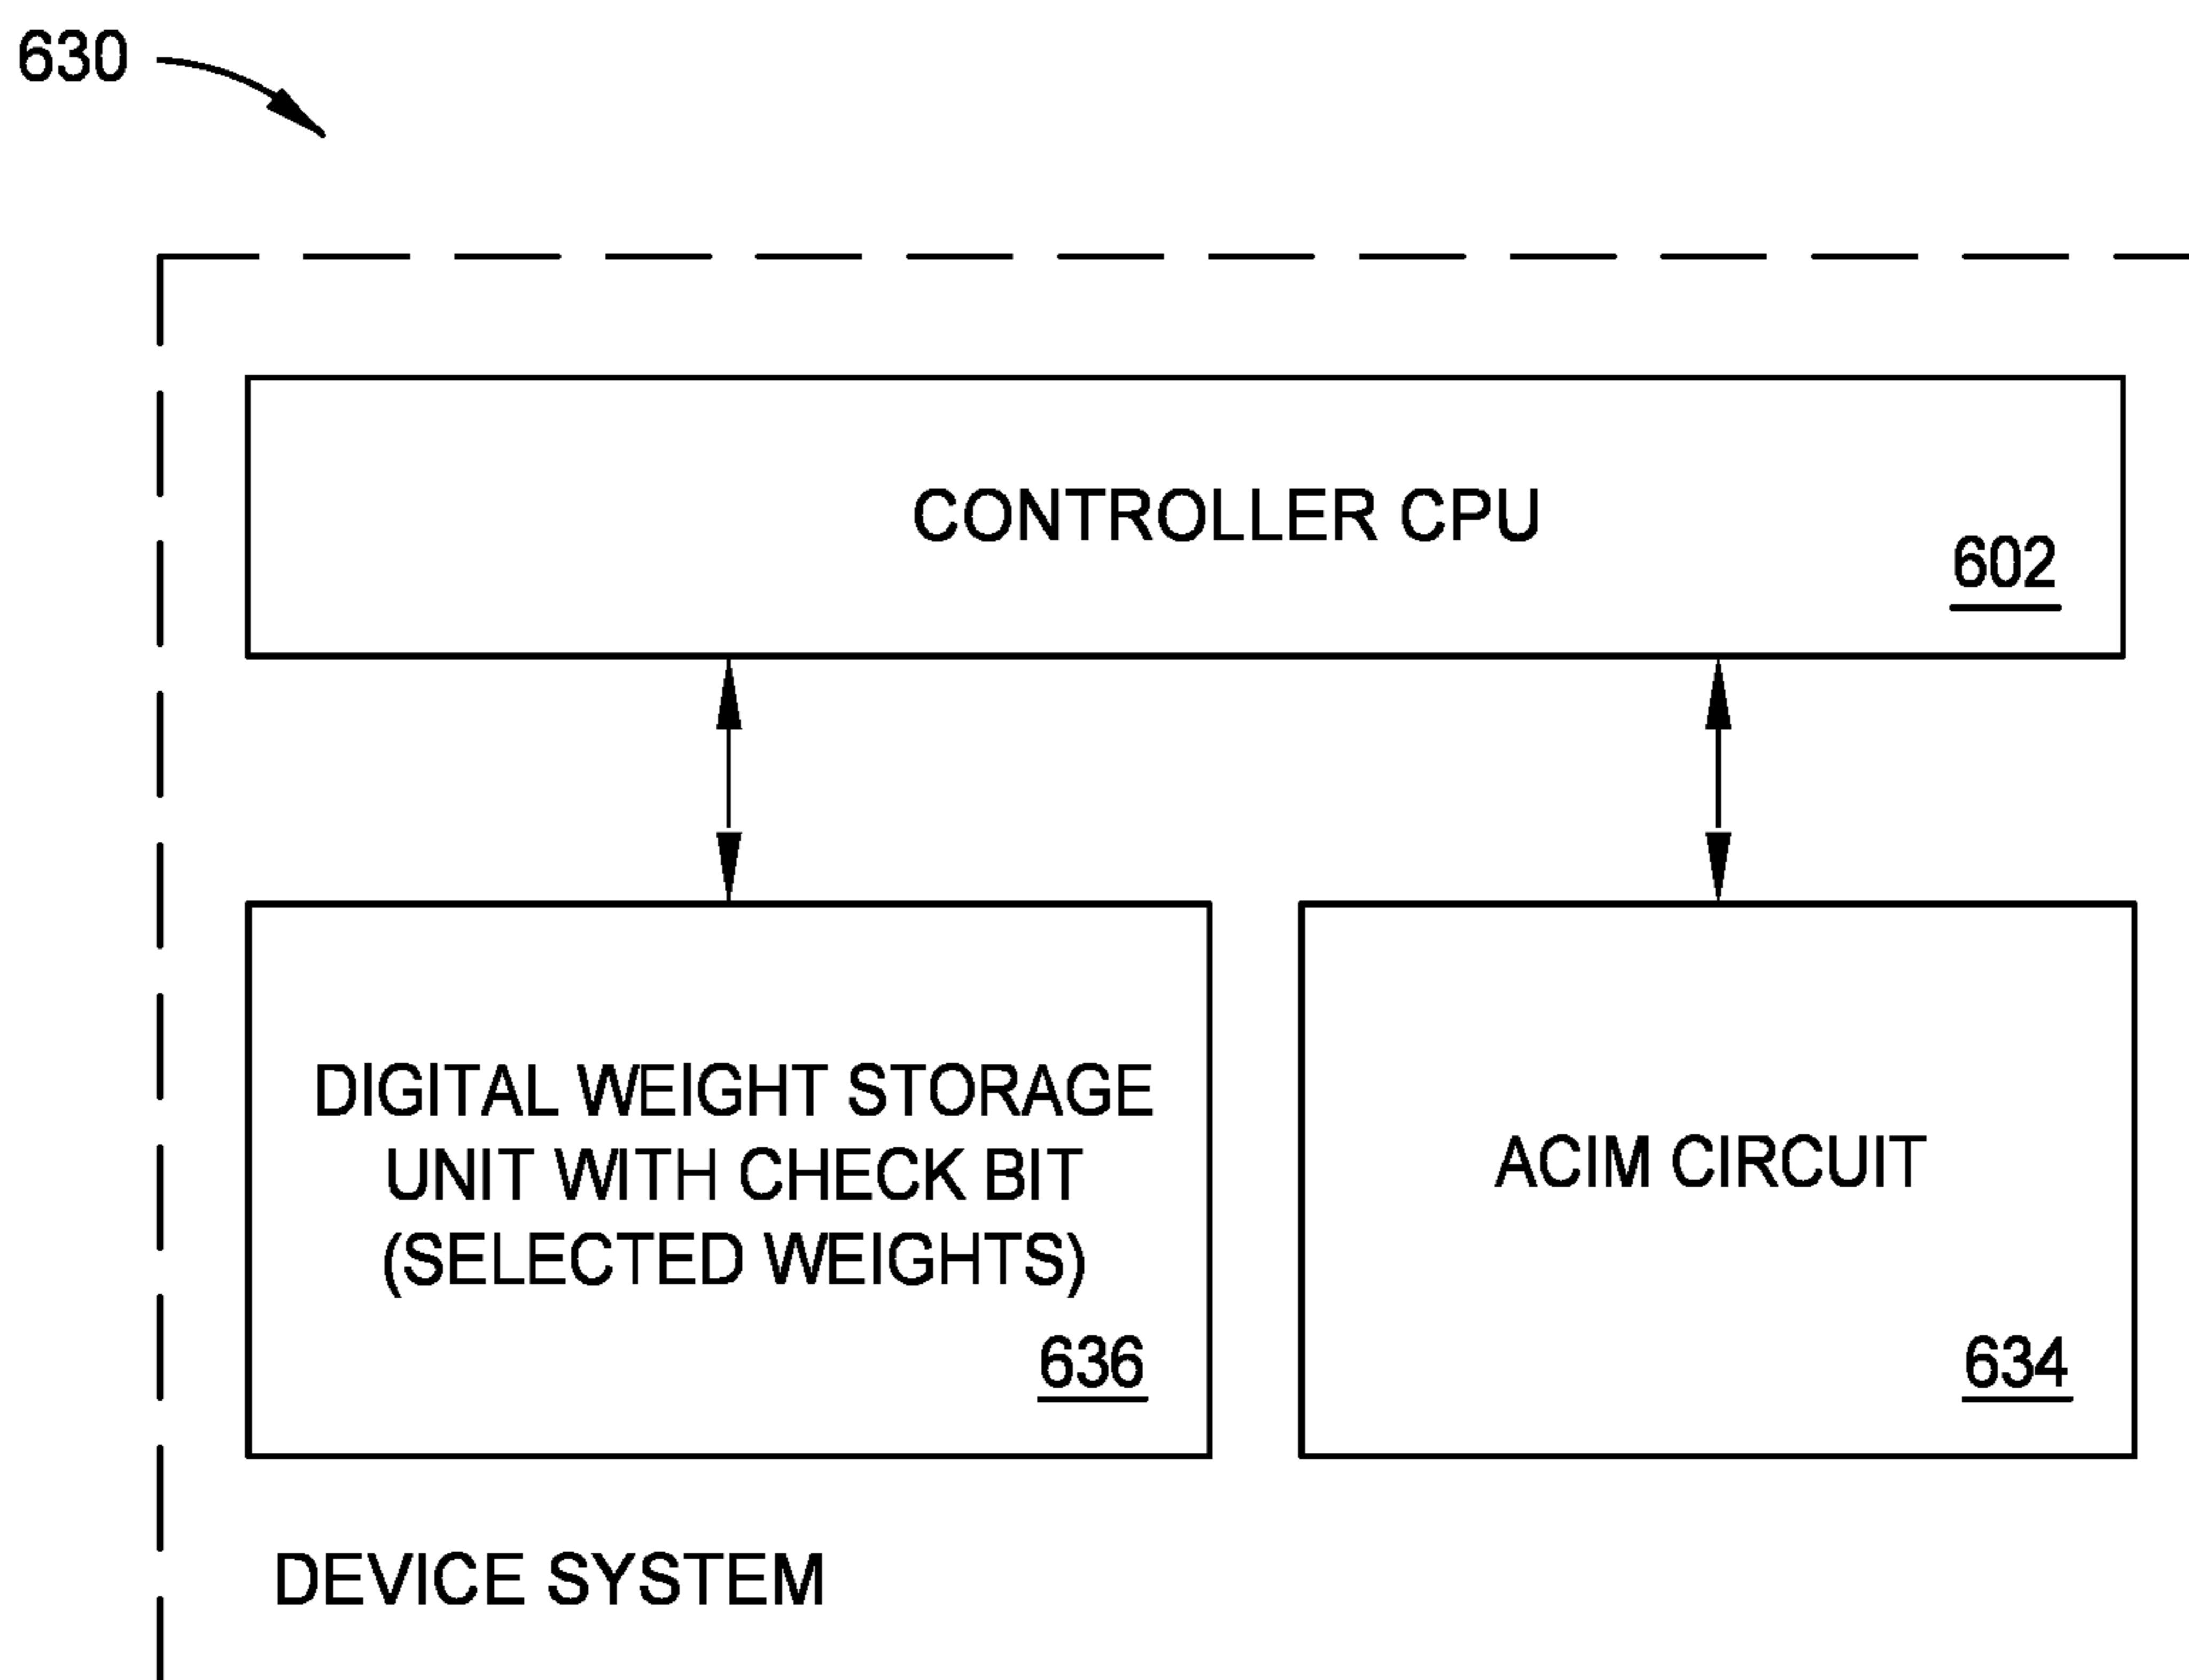 630
CONTROLLER CPU
602
DIGITAL WEIGHT STORAGE
UNIT WITH CHECK BIT
(SELECTED WEIGHTS)
636
ACIM CIRCUIT
634
DEVICE SYSTEM